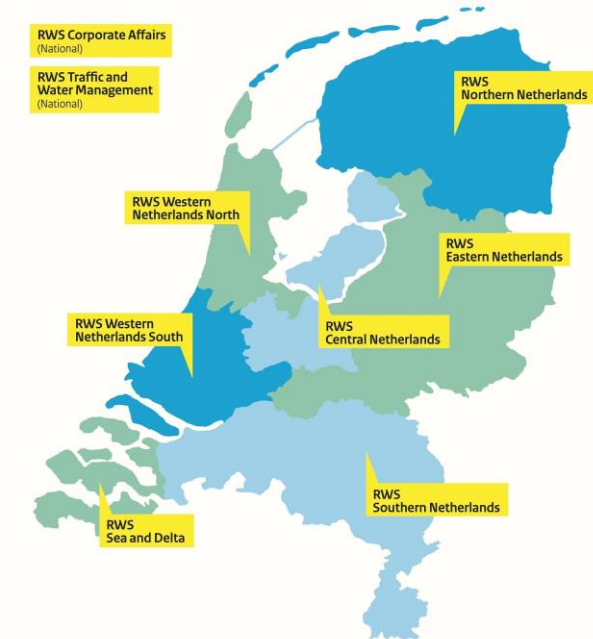 RWS Corporate Affairs
(National)
RWS Traffic and
Water Management
(National)
RWS
Northern Netherlands
RWS Western
Netherlands North
RWS
Eastern Netherlands
RWS Western
Netherlands South
RWS
Central Netherlands
RWS
Southern Netherlands
RWS
Sea and Delta